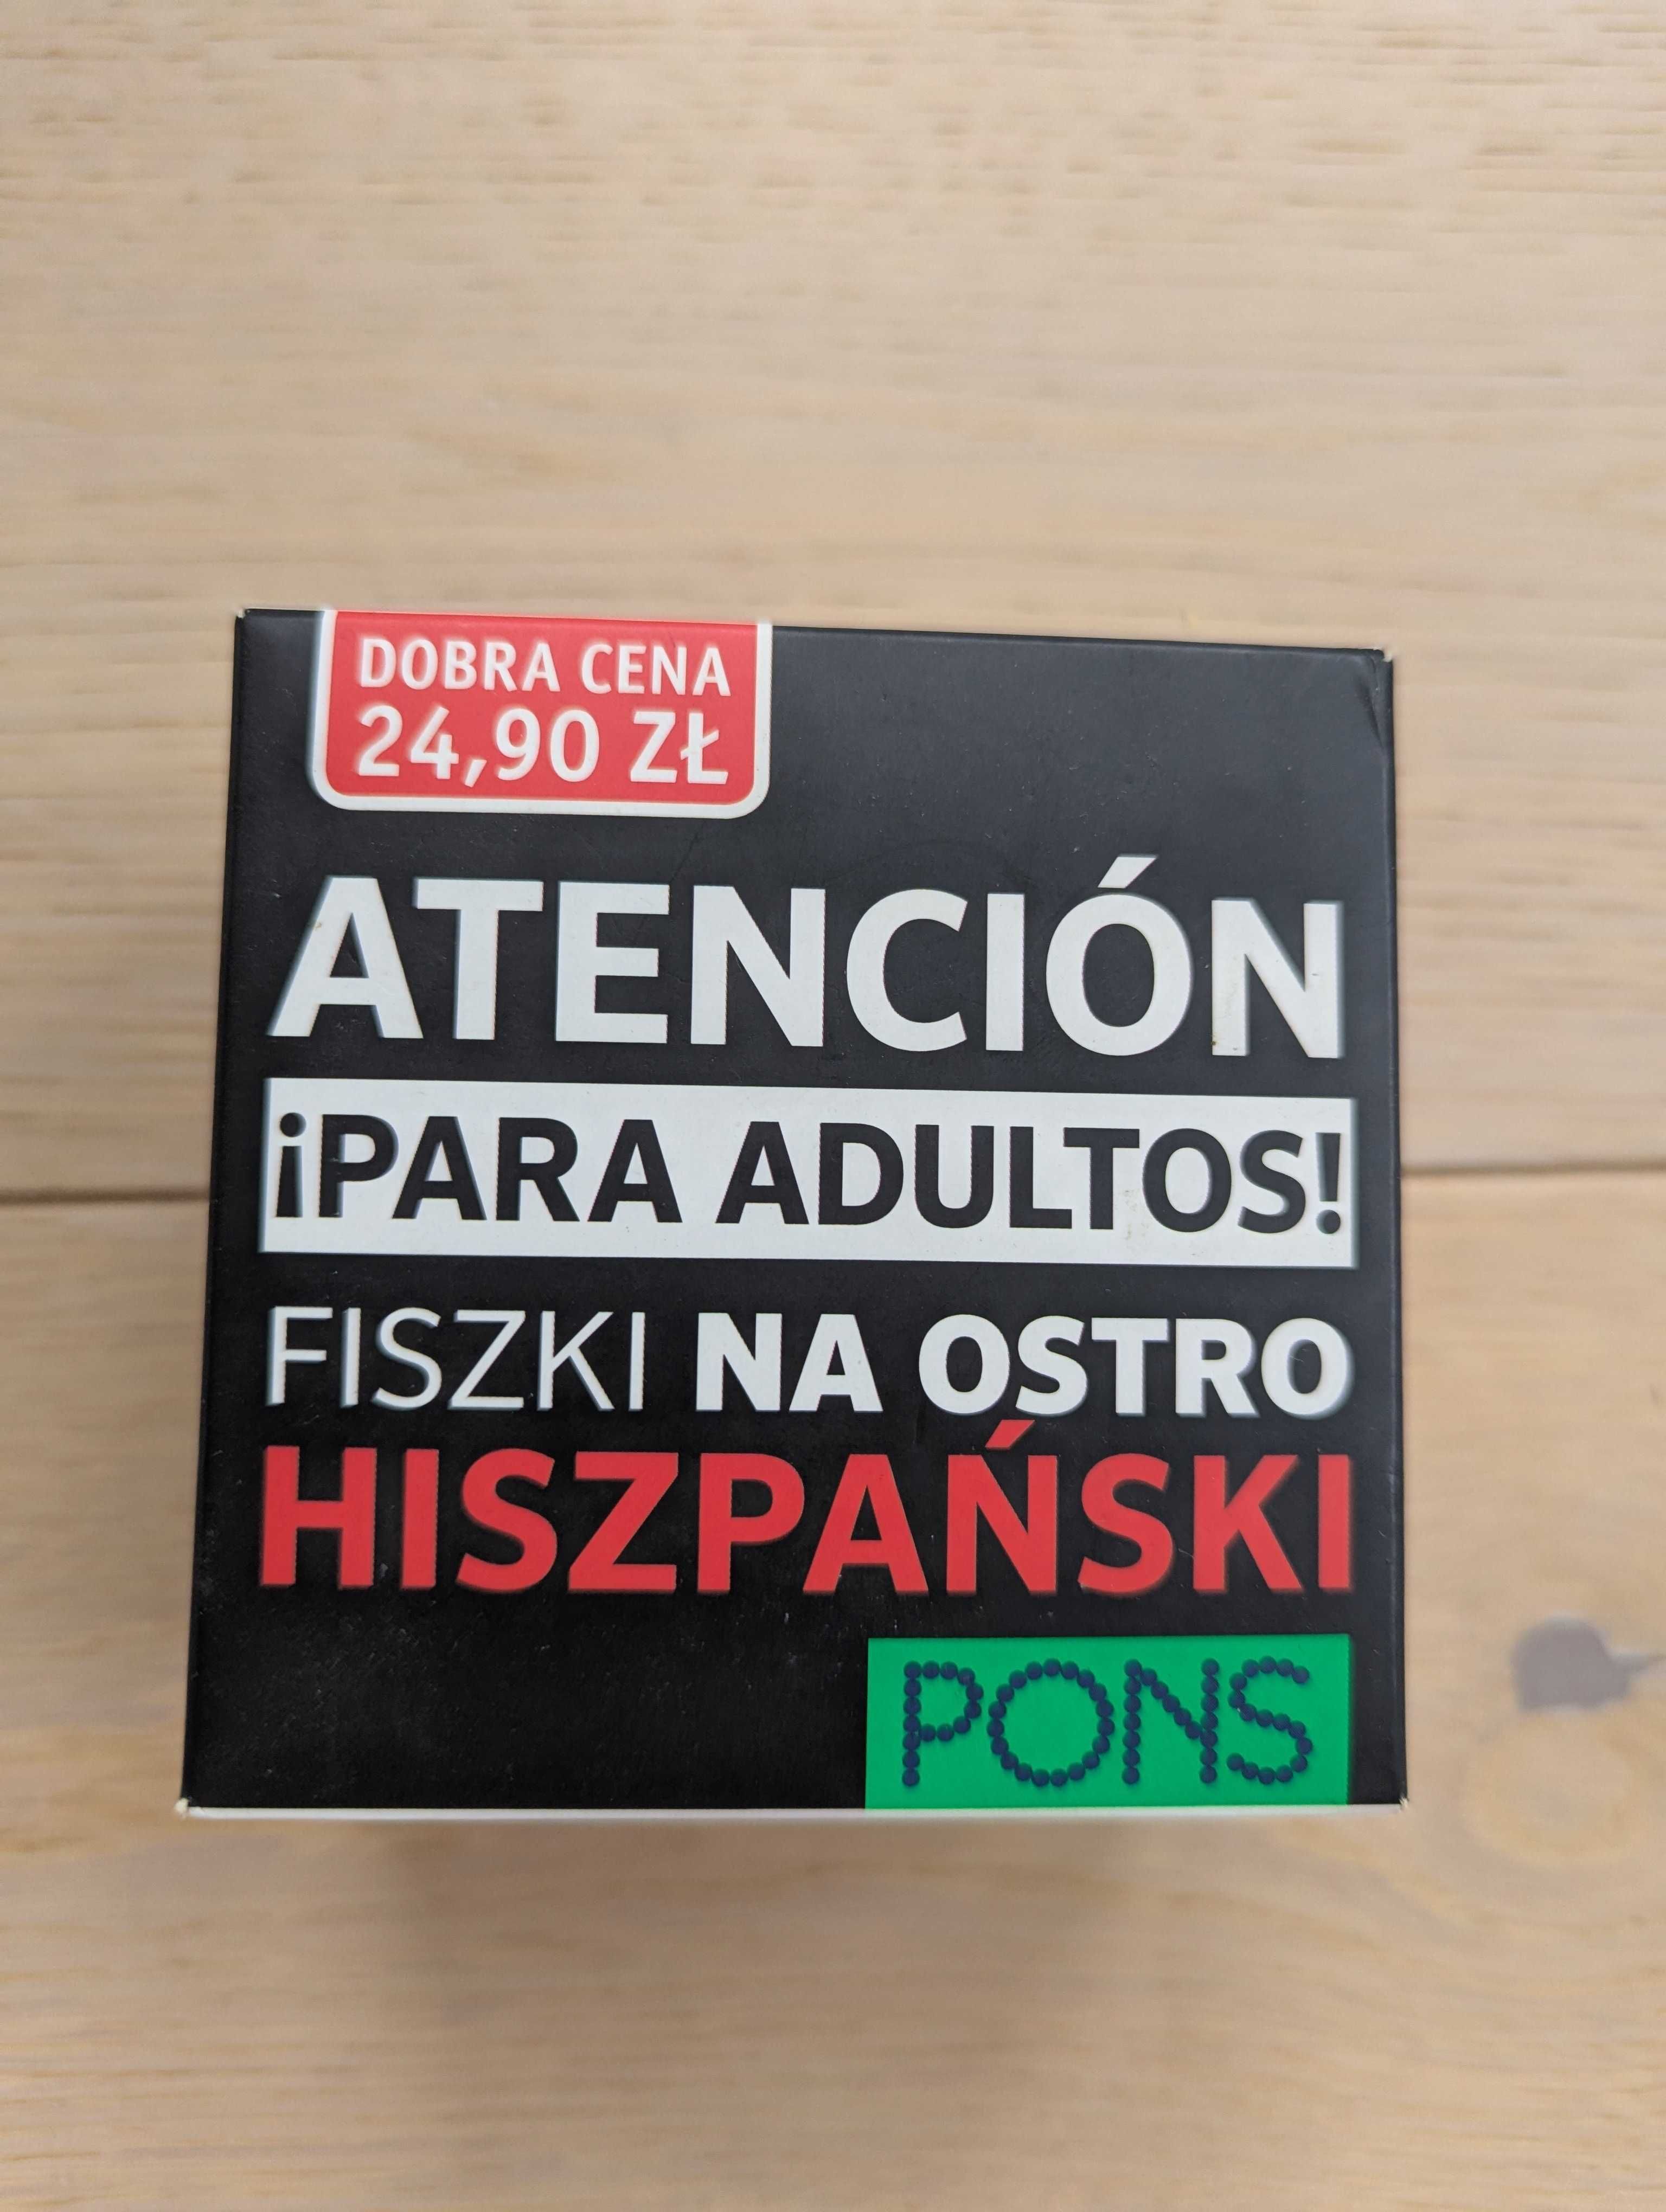 DOBRA CENA
24,90 ZŁ
ATENCIÓN
¡PARA ADULTOS!
FISZKI NA OSTRO
HISZPAŃSKI
PONS